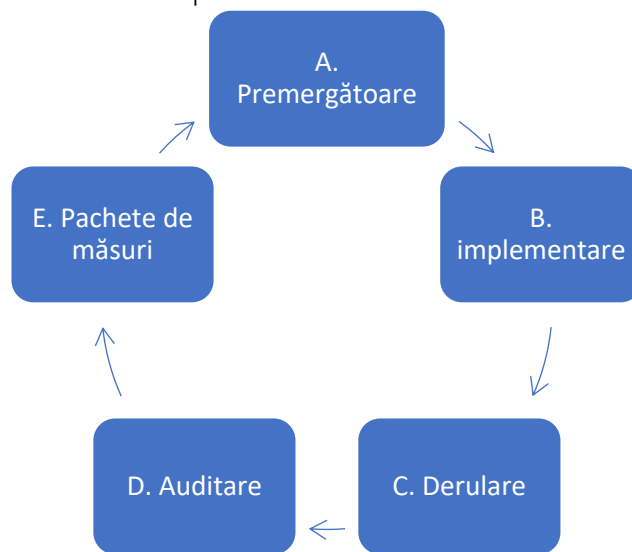 A.
Premergătoare
B.
implementare
C. Derulare
D. Auditare
E. Pachete de
măsuri